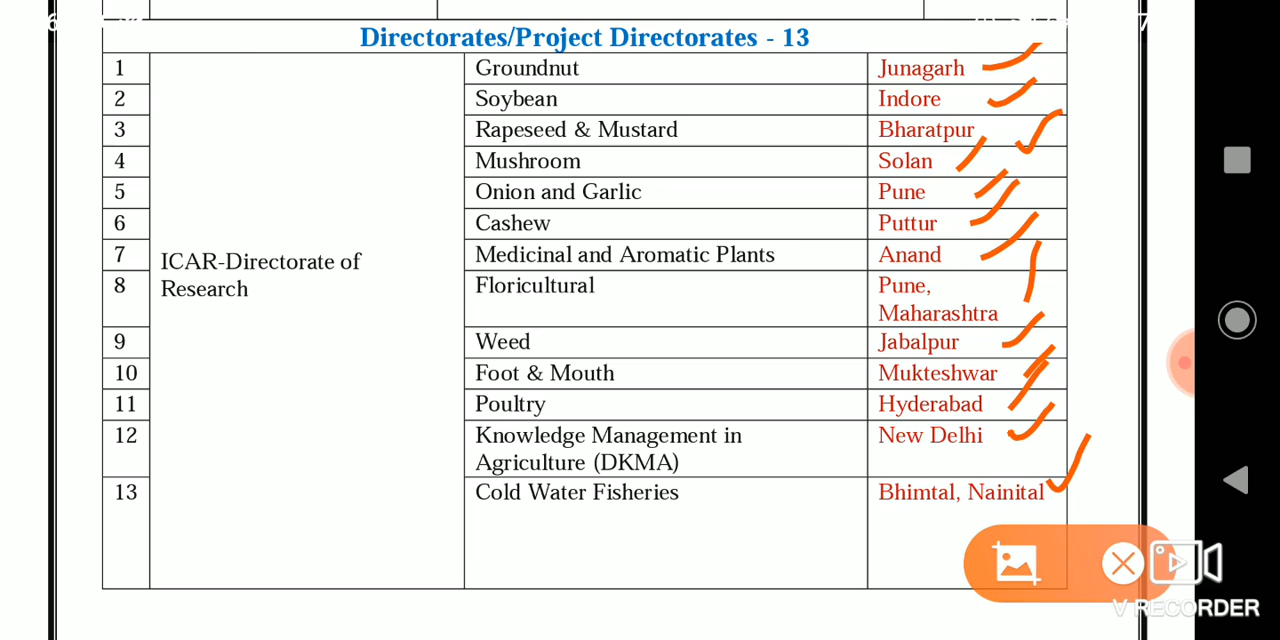 Directorates/Project Directorates - 13
1 Groundnut Junagarh
2 Soybean Indore
3 Rapeseed & Mustard Bharatpur
4 Mushroom Solan
5 Onion and Garlic Pune
6 Cashew Puttur
7 Medicinal and Aromatic Plants Anand
ICAR-Directorate of
Research
8 Floricultural Pune,
Maharashtra
9 Weed Jabalpur
10 Foot & Mouth Mukteshwar
11 Poultry Hyderabad
12 Knowledge Management in New Delhi
Agriculture (DKMA)
13 Cold Water Fisheries Bhimtal, Nainital
V RECORDER